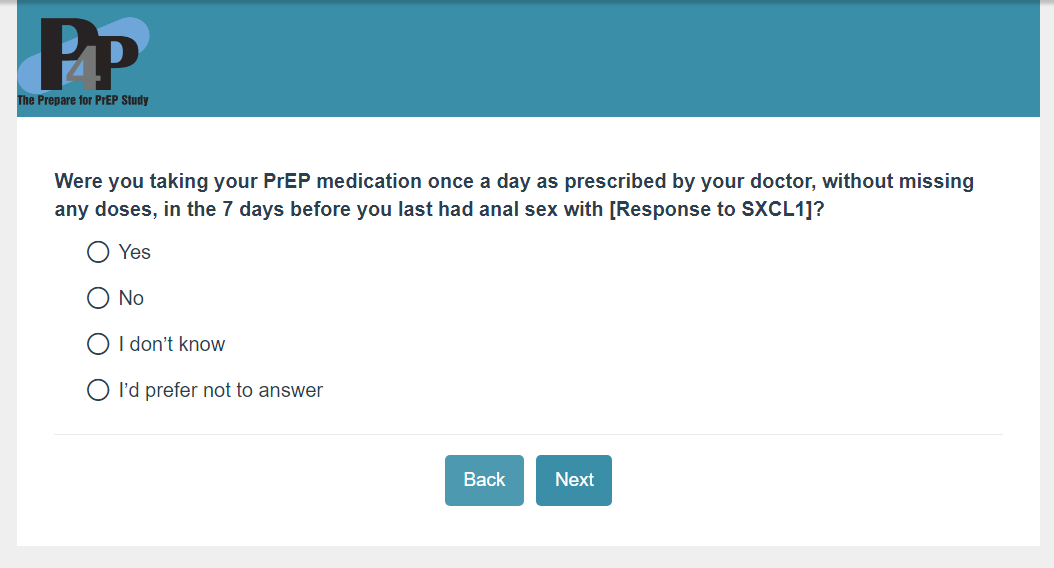 P4P
The Prepare for PrEP Study
Were you taking your PrEP medication once a day as prescribed by your doctor, without missing
any doses, in the 7 days before you last had anal sex with [Response to SXCL1]?
Yes
No
I don’t know
I’d prefer not to answer
Back Next